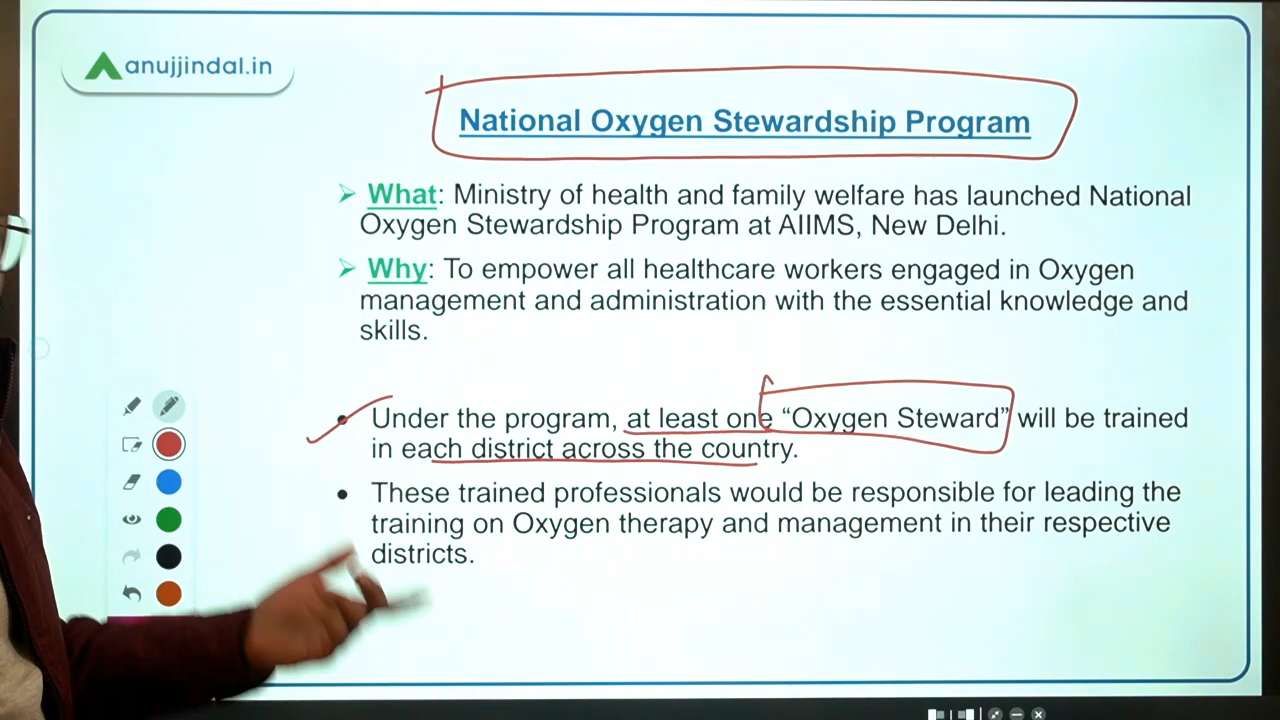 anujjindal.in
National Oxygen Stewardship Program
What: Ministry of health and family welfare has launched National
Oxygen Stewardship Program at AIIMS, New Delhi.
Why: To empower all healthcare workers engaged in Oxygen
management and administration with the essential knowledge and
skills.
Under the program, at least one “Oxygen Steward” will be trained
in each district across the country.
These trained professionals would be responsible for leading the
training on Oxygen therapy and management in their respective
districts.